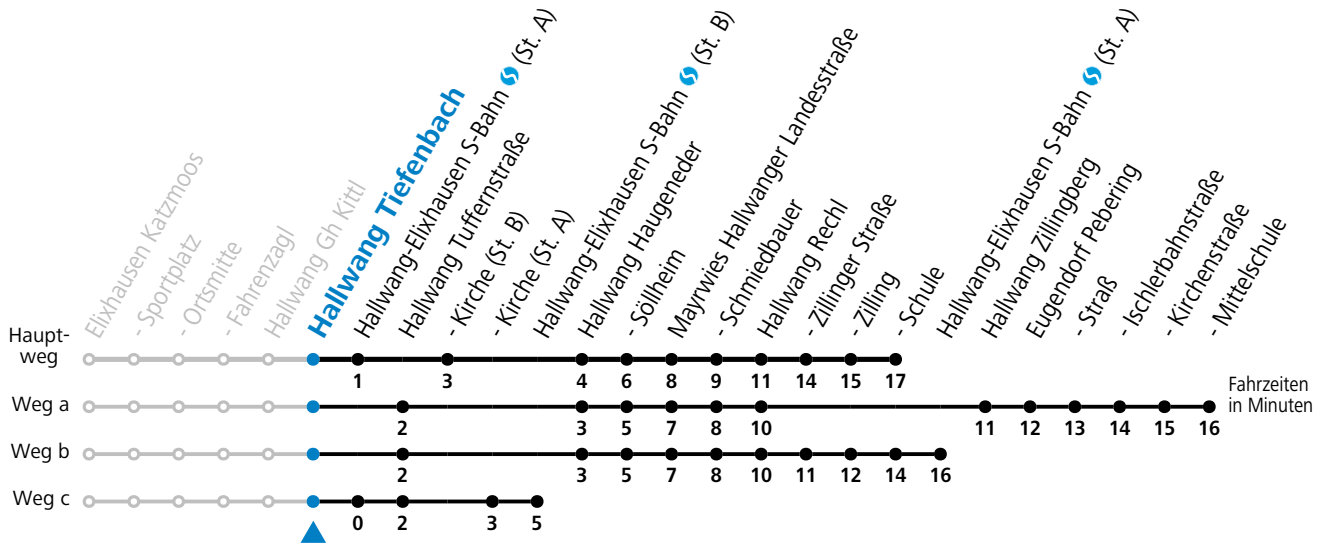 Elixhausen Katzmoos
- Sportplatz
- Ortsmitte
- Fahrenzagl
Hallwang Gh Kittl
Hallwang Tiefenbach
Hallwang-Elixhausen S-Bahn (St. A)
Hallwang Tuffernstraße
- Kirche (St. B)
- Kirche (St. A)
Hallwang-Elixhausen S-Bahn (St. B)
Hallwang Haugeneder
- Söllheim
Mayrwies Hallwanger Landesstraße
- Schmiedbauer
Hallwang Rechl
- Zillinger Straße
- Zilling
- Schule
Hallwang-Elixhausen S-Bahn (St. A)
Hallwang Zillingberg
Eugendorf Pebering
- Straß
- Ischlerbahnstraße
- Kirchenstraße
- Mittelschule
Haupt-
weg
1 3 4 6 8 9 11 14 15 17
Weg a
2 3 5 7 8 10 11 12 13 14 15 16
Fahrzeiten
in Minuten
Weg b
2 3 5 7 8 10 11 12 14 16
Weg c
0 2 3 5